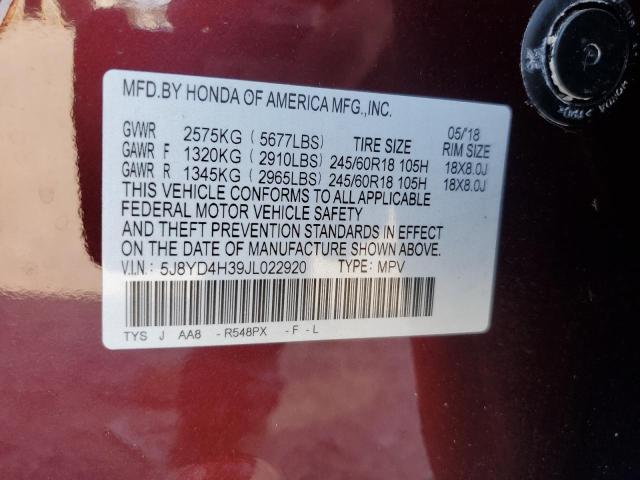 MFD.BY HONDA OF AMERICA MFG.,INC.
GVWR 2575KG ( 5677LBS) TIRE SIZE 05/'18 RIM SIZE
GAWR F 1320KG ( 2910LBS) 245/60R18 105H 18X8.0J
GAWR R 1345KG ( 2965LBS) 245/60R18 105H 18X8.0J
THIS VEHICLE CONFORMS TO ALL APPLICABLE
FEDERAL MOTOR VEHICLE SAFETY
AND THEFT PREVENTION STANDARDS IN EFFECT
ON THE DATE OF MANUFACTURE SHOWN ABOVE.
V.I.N.: 5J8YD4H39JL022920 TYPE: MPV
TYS J AA8 - R548PX - F - L
HONDA